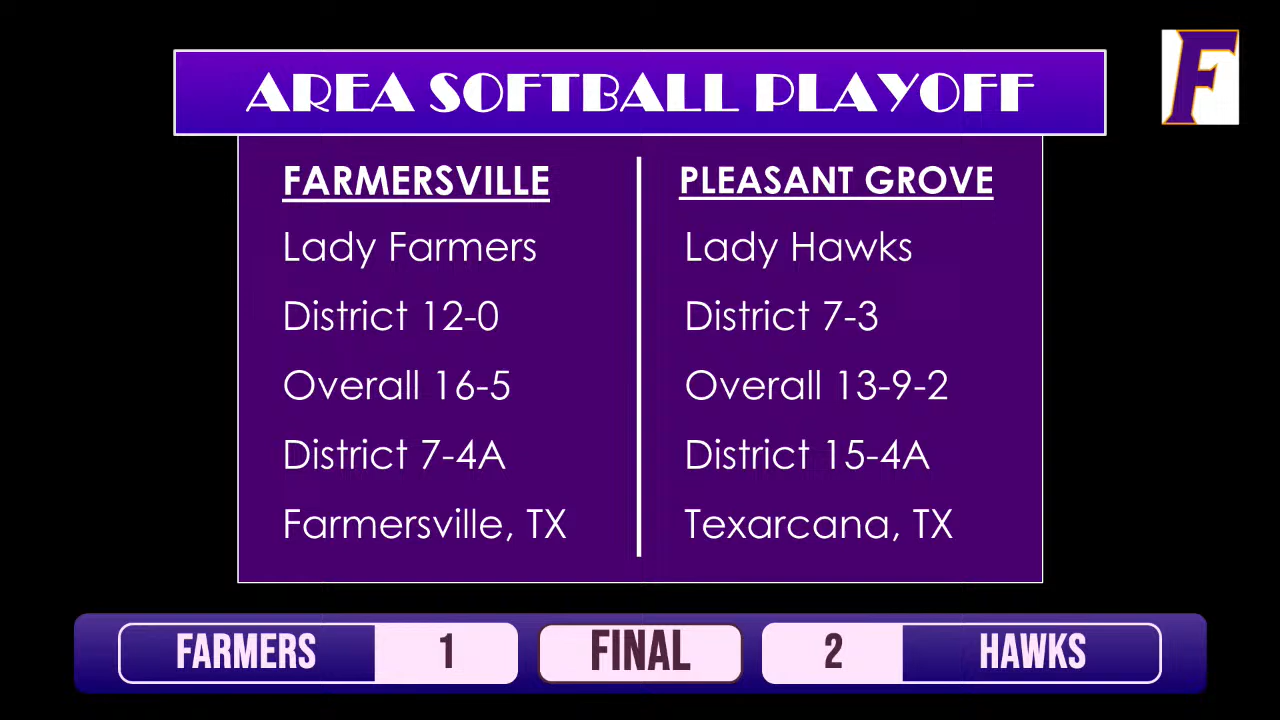 F
AREA SOFTBALL PLAYOFF
FARMERSVILLE
Lady Farmers
District 12-0
Overall 16-5
District 7-4A
Farmersville, TX
PLEASANT GROVE
Lady Hawks
District 7-3
Overall 13-9-2
District 15-4A
Texarcana, TX
FARMERS 1 FINAL 2 HAWKS